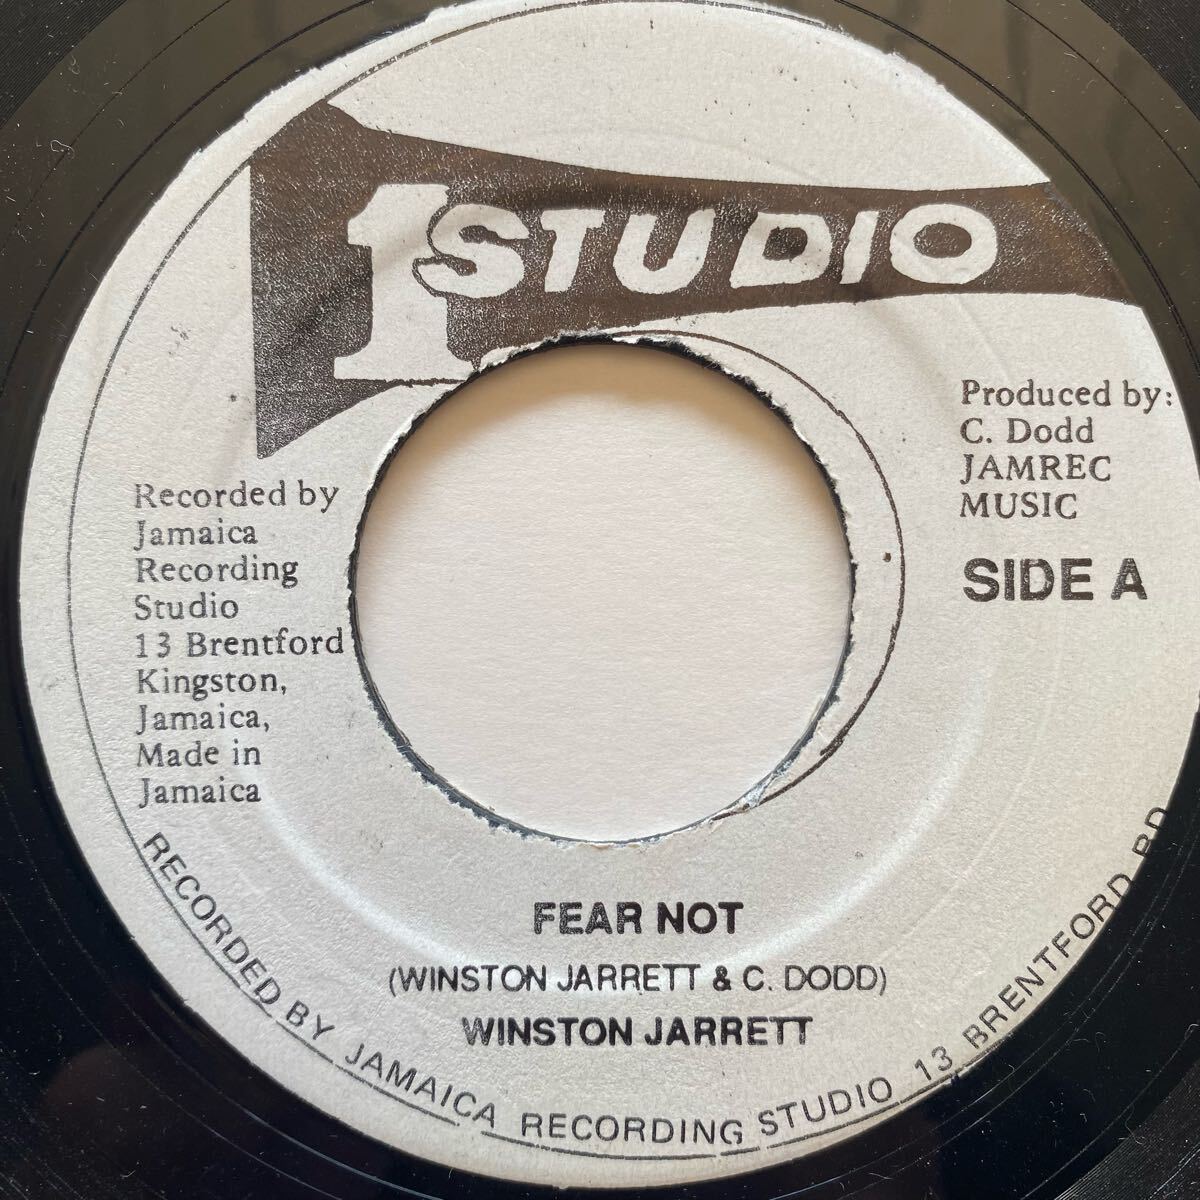 1 STUDIO
Produced by:
C. Dodd
JAMREC
MUSIC
SIDE A
Recorded by
Jamaica
Recording
Studio
13 Brentford
Kingston,
Jamaica,
Made in
Jamaica
FEAR NOT
(WINSTON JARRETT & C. DODD)
WINSTON JARRETT
RECORDED BY JAMAICA RECORDING STUDIO 13 BRENTFORD RD